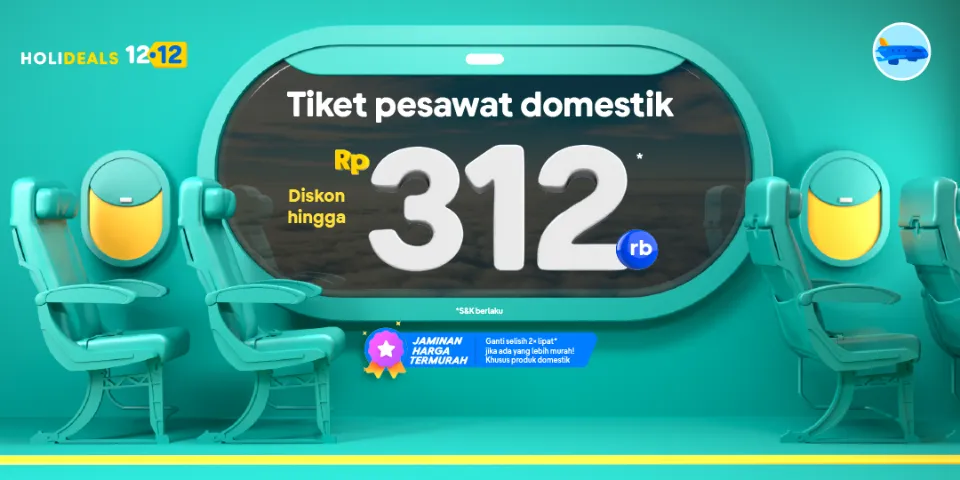 HOLIDEALS 12•12
Tiket pesawat domestik
Diskon
hingga
Rp 312 rb*
*S&K berlaku
JAMINAN
HARGA
TERMURAH
Ganti selisih 2x lipat*
jika ada yang lebih murah!
Khusus produk domestik